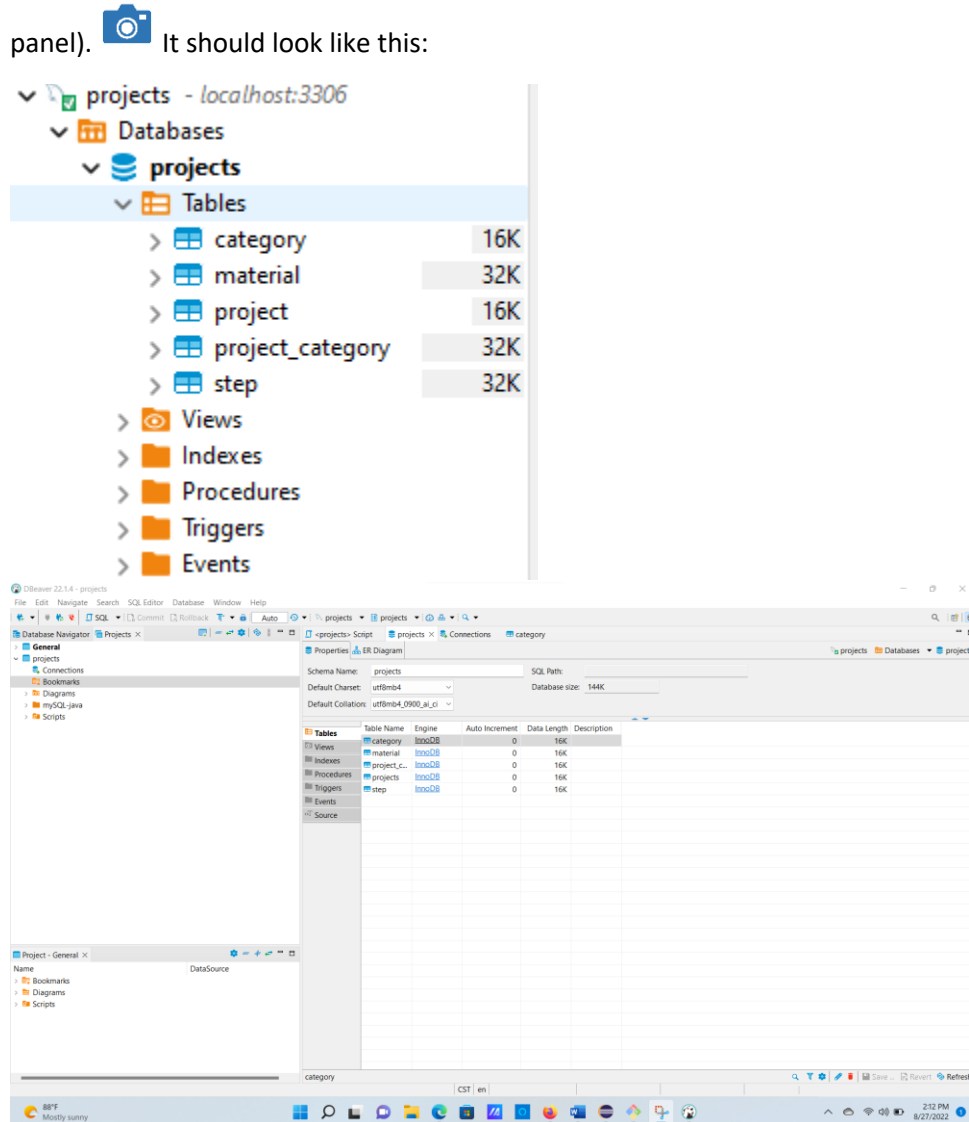 panel). It should look like this:
projects - localhost:3306
Databases
projects
Tables
category 16K
material 32K
project 16K
project_category 32K
step 32K
Views
Indexes
Procedures
Triggers
Events
DBeaver 22.1.4 - projects
File Edit Navigate Search SQL Editor Database Window Help
SQL Commit Rollback Auto projects projects
Database Navigator Projects <projects> Script projects Connections category
General
projects
Connections
Bookmarks
Diagrams
mySQL-java
Scripts
Properties ER Diagram projects Databases project
Schema Name: projects SQL Path:
Default Charset: utf8mb4 Database size: 144K
Default Collation: utf8mb4_0900_ai_ci
Tables
Views
Indexes
Procedures
Triggers
Events
Source
Table Name Engine Auto Increment Data Length Description
category InnoDB 0 16K
material InnoDB 0 16K
project_c... InnoDB 0 16K
projects InnoDB 0 16K
step InnoDB 0 16K
Project - General
Name DataSource
Bookmarks
Diagrams
Scripts
category Save ... Revert Refresh
CST en
88°F
Mostly sunny
2:12 PM
8/27/2022